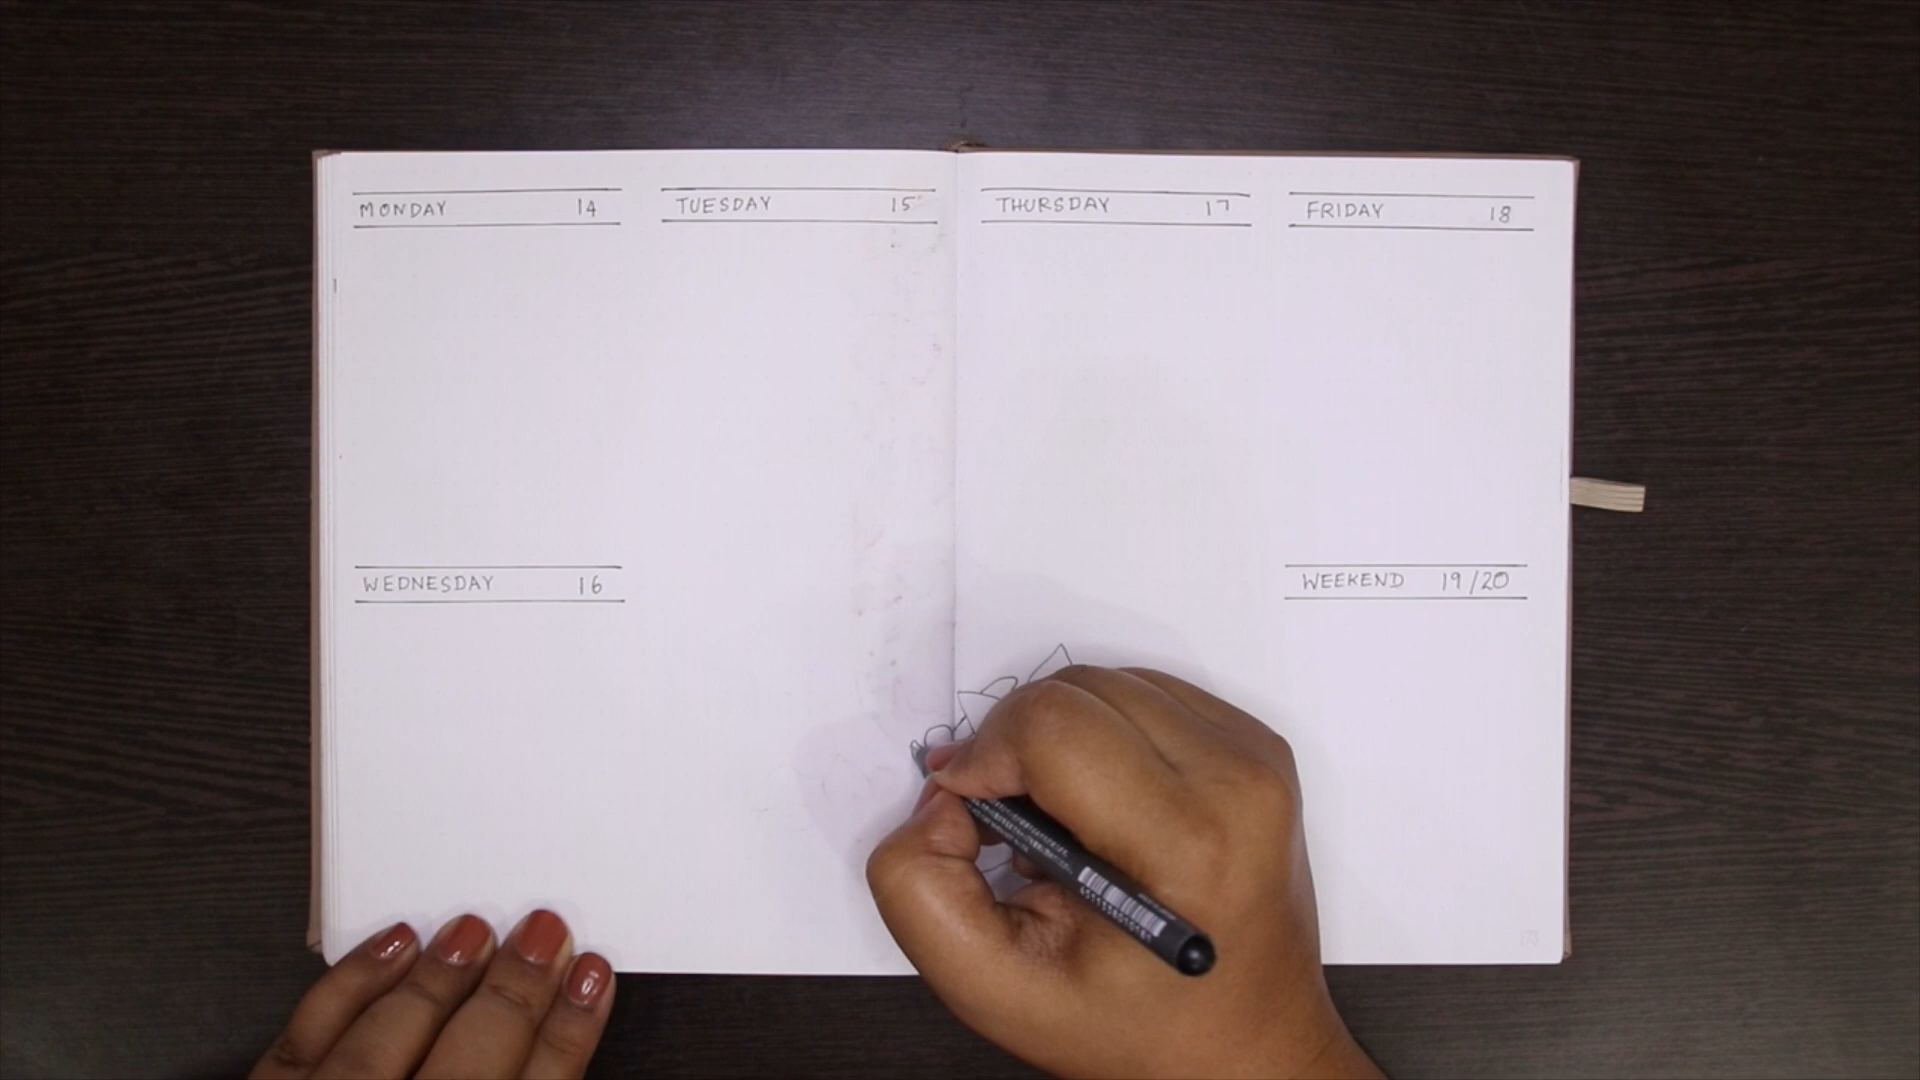 MONDAY 14
TUESDAY 15
THURSDAY 17
FRIDAY 18
WEDNESDAY 16
WEEKEND 19/20